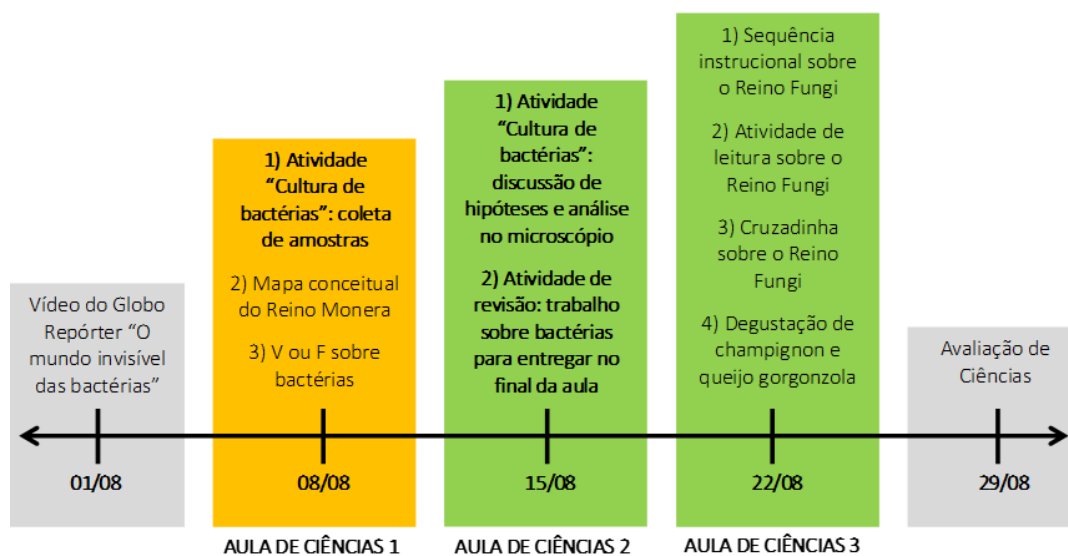 Vídeo do Globo
Repórter “O
mundo invisível
das bactérias”
01/08
1) Atividade
“Cultura de
bactérias”: coleta
de amostras
2) Mapa conceitual
do Reino Monera
3) V ou F sobre
bactérias
08/08
AULA DE CIÊNCIAS 1
1) Atividade
“Cultura de
bactérias”:
discussão de
hipóteses e análise
no microscópio
2) Atividade de
revisão: trabalho
sobre bactérias
para entregar no
final da aula
15/08
AULA DE CIÊNCIAS 2
1) Sequência
instrucional sobre
o Reino Fungi
2) Atividade de
leitura sobre o
Reino Fungi
3) Cruzadinha
sobre o Reino
Fungi
4) Degustação de
champignon e
queijo gorgonzola
22/08
AULA DE CIÊNCIAS 3
Avaliação de
Ciências
29/08